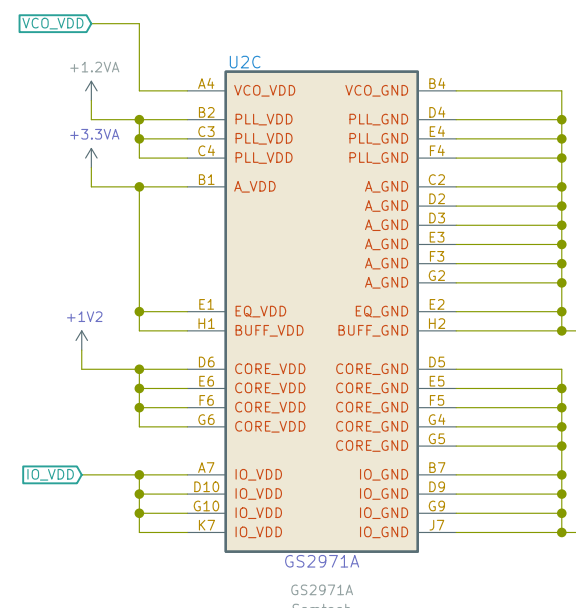 VCO_VDD
U2C
+1.2VA
A4 VCO_VDD VCO_GND B4
B2 PLL_VDD PLL_GND D4
C3 PLL_VDD PLL_GND E4
+3.3VA
C4 PLL_VDD PLL_GND F4
B1 A_VDD A_GND C2
A_GND D2
A_GND D3
A_GND E3
A_GND F3
A_GND G2
E1 EQ_VDD EQ_GND E2
+1V2
H1 BUFF_VDD BUFF_GND H2
D6 CORE_VDD CORE_GND D5
E6 CORE_VDD CORE_GND E5
F6 CORE_VDD CORE_GND F5
G6 CORE_VDD CORE_GND G4
CORE_GND G5
IO_VDD
A7 IO_VDD IO_GND B7
D10 IO_VDD IO_GND D9
G10 IO_VDD IO_GND G9
K7 IO_VDD IO_GND J7
GS2971A
GS2971A